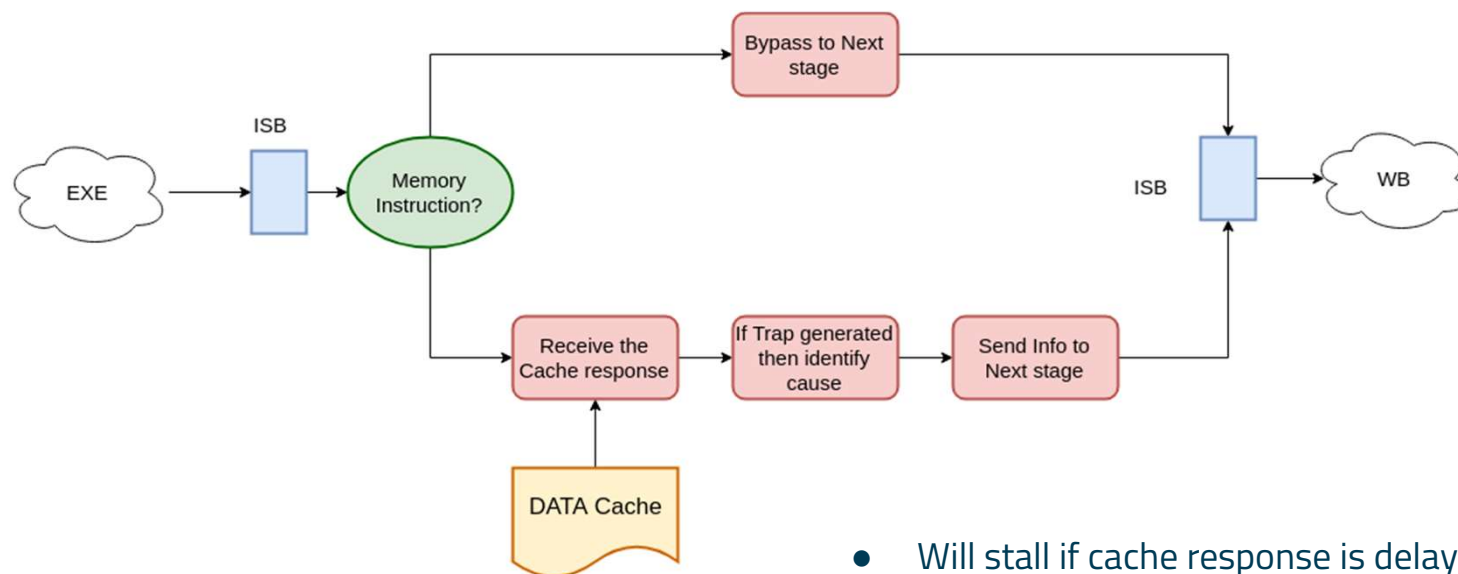 Bypass to Next
stage
ISB
EXE
Memory
Instruction?
ISB
WB
Receive the
Cache response
If Trap generated
then identify
cause
Send Info to
Next stage
DATA Cache
● Will stall if cache response is delay